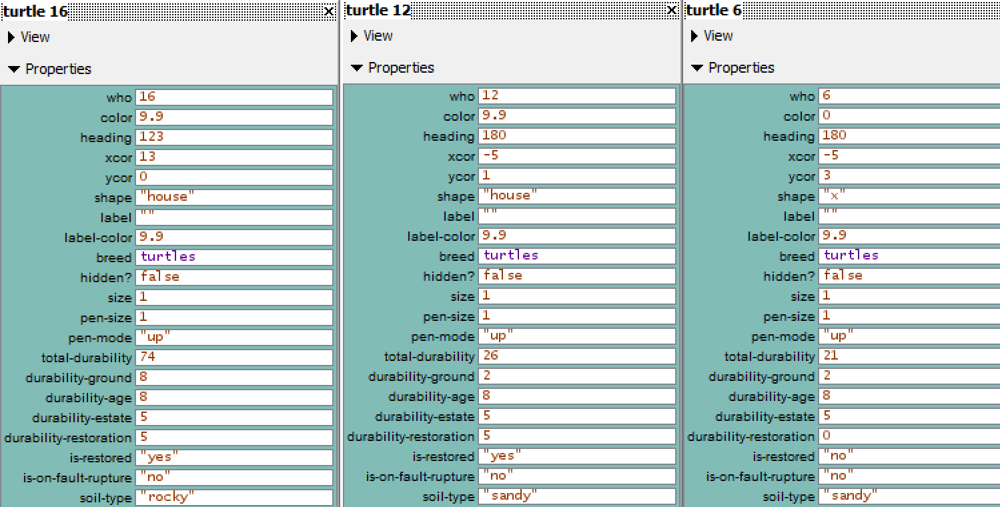 turtle 16 ×
View
Properties
who 16
color 9.9
heading 123
xcor 13
ycor 0
shape "house"
label ""
label-color 9.9
breed turtles
hidden? false
size 1
pen-size 1
pen-mode "up"
total-durability 74
durability-ground 8
durability-age 8
durability-estate 5
durability-restoration 5
is-restored "yes"
is-on-fault-rupture "no"
soil-type "rocky"
turtle 12 ×
View
Properties
who 12
color 9.9
heading 180
xcor -5
ycor 1
shape "house"
label ""
label-color 9.9
breed turtles
hidden? false
size 1
pen-size 1
pen-mode "up"
total-durability 26
durability-ground 2
durability-age 8
durability-estate 5
durability-restoration 5
is-restored "yes"
is-on-fault-rupture "no"
soil-type "sandy"
turtle 6
View
Properties
who 6
color 0
heading 180
xcor -5
ycor 3
shape "x"
label ""
label-color 9.9
breed turtles
hidden? false
size 1
pen-size 1
pen-mode "up"
total-durability 21
durability-ground 2
durability-age 8
durability-estate 5
durability-restoration 0
is-restored "no"
is-on-fault-rupture "no"
soil-type "sandy"